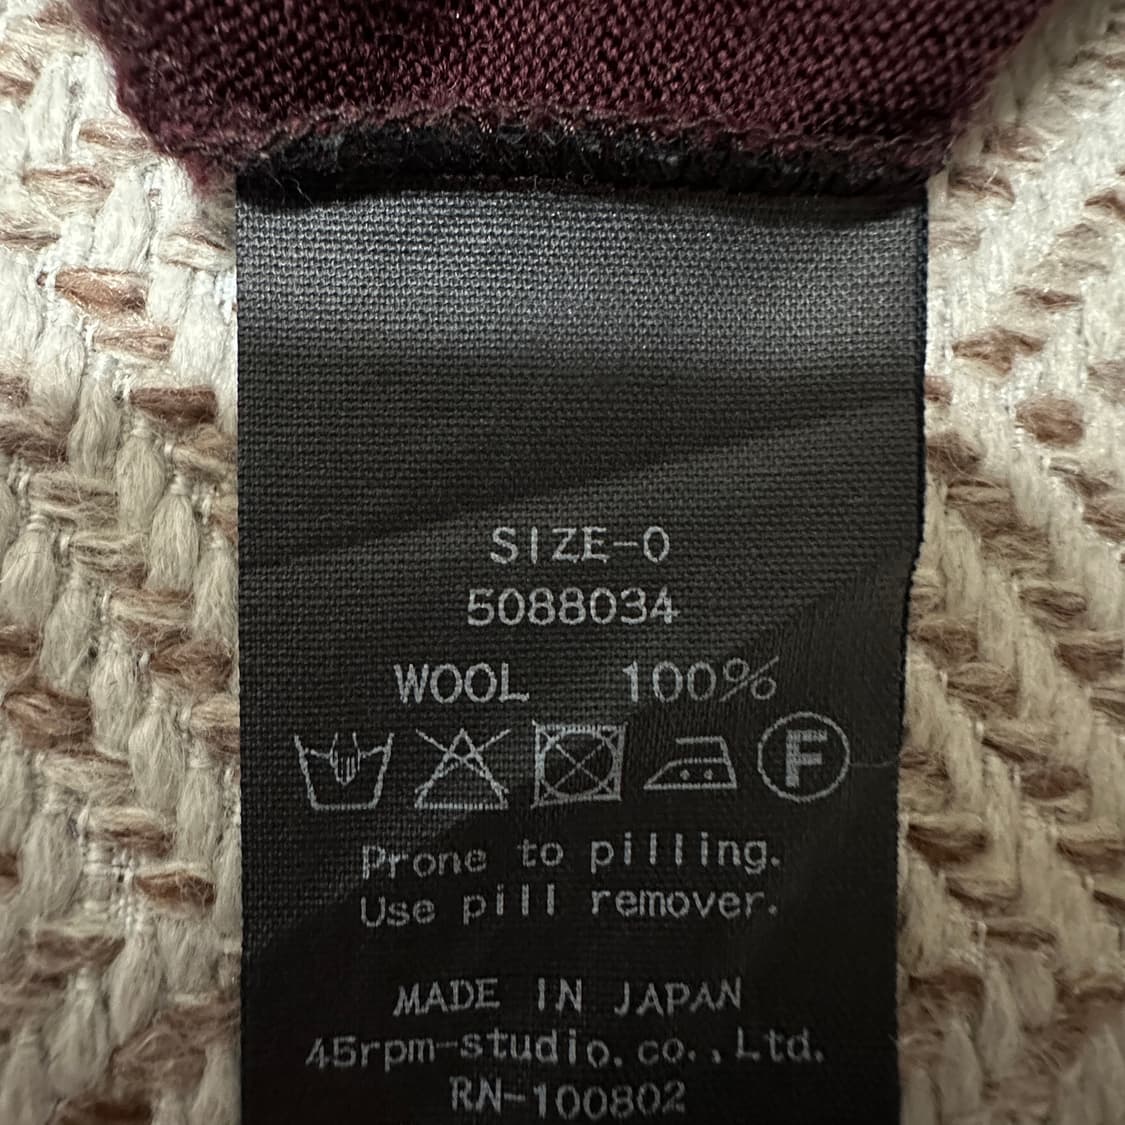 SIZE-0
5088034
WOOL 100%
F
Prone to pilling.
Use pill remover.
MADE IN JAPAN
45rpm-studio.co.,Ltd.
RN-100802